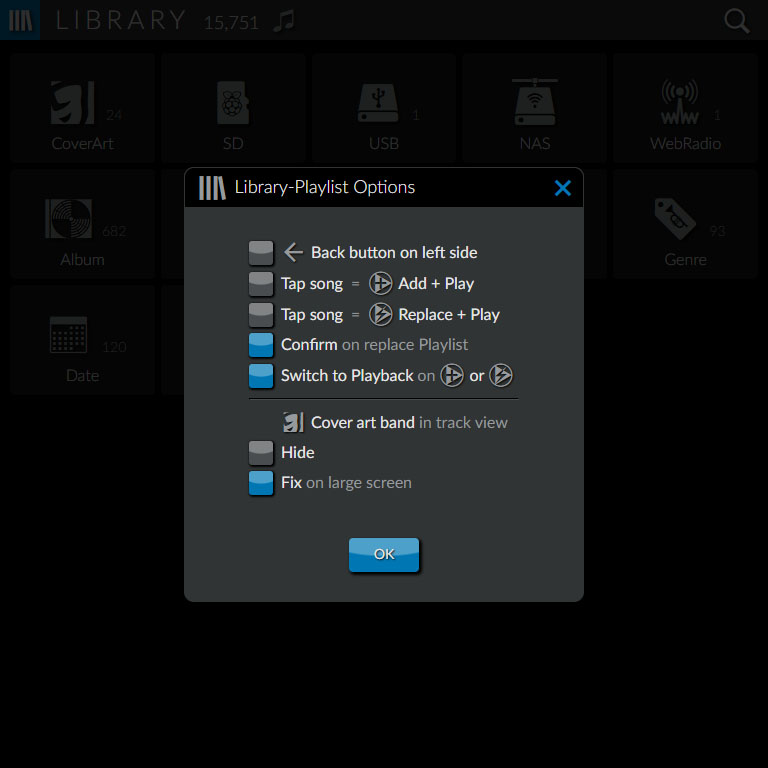 LIBRARY 15,751
24
CoverArt
SD
1
USB
NAS
1
WebRadio
Library-Playlist Options
682
Album
93
Genre
120
Date
Back button on left side
Tap song = Add + Play
Tap song = Replace + Play
Confirm on replace Playlist
Switch to Playback on or
Cover art band in track view
Hide
Fix on large screen
OK